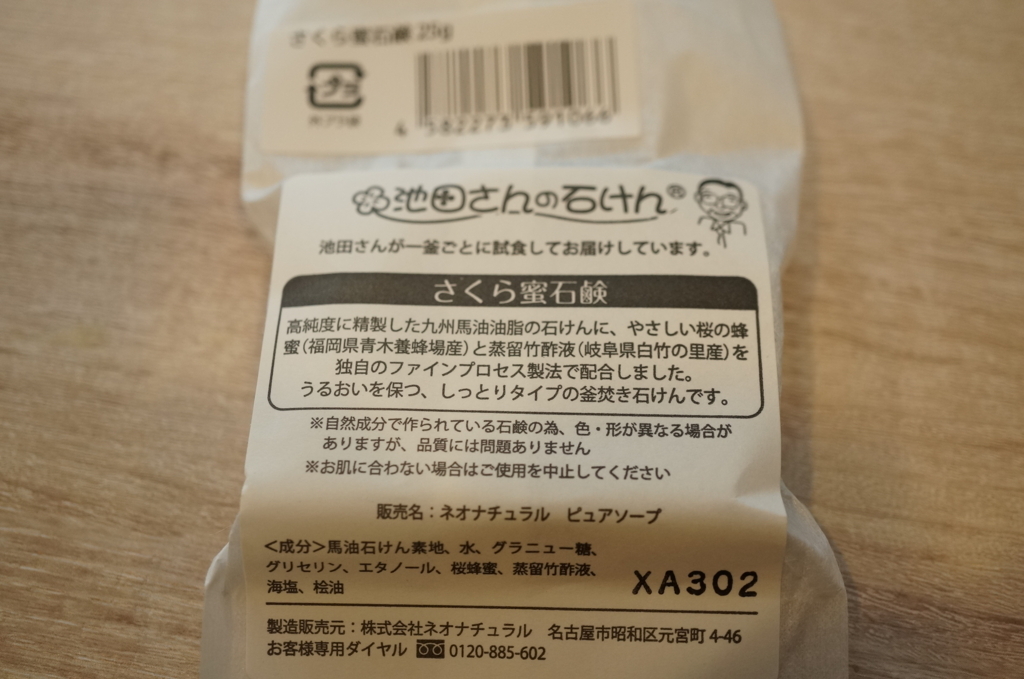 さくら蜜石鹸 25g
プラ
4 582273 591066
池田さんの石けん®
池田さんが一釜ごとに試食してお届けしています。
さくら蜜石鹸
高純度に精製した九州馬油油脂の石けんに、やさしい桜の蜂
蜜（福岡県青木養蜂場産）と蒸留竹酢液（岐阜県白竹の里産）を
独自のファインプロセス製法で配合しました。
うるおいを保つ、しっとりタイプの釜焚き石けんです。
※自然成分で作られている石鹸の為、色・形が異なる場合が
ありますが、品質には問題ありません
※お肌に合わない場合はご使用を中止してください
販売名：ネオナチュラル ピュアソープ
<成分>馬油石けん素地、水、グラニュー糖、
グリセリン、エタノール、桜蜂蜜、蒸留竹酢液、
海塩、桧油
XA302
製造販売元：株式会社ネオナチュラル 名古屋市昭和区元宮町 4-46
お客様専用ダイヤル 0120-885-602